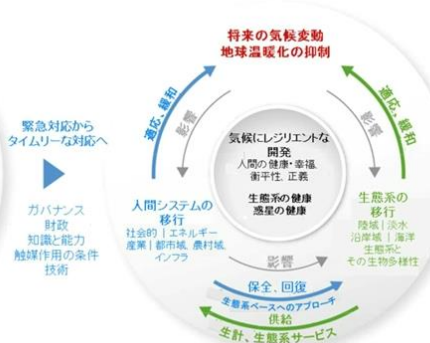 将来の気候変動
地球温暖化の抑制
適応、緩和
影響
影響
適応、緩和
緊急対応から
タイムリーな対応へ
ガバナンス
財政
知識と能力
触媒作用の条件
技術
気候にレジリエントな
開発
人間の健康・幸福,
衡平性, 正義
生態系の健康
惑星の健康
人間システムの
移行
社会的 | エネルギー
産業 | 都市域, 農村域,
インフラ
生態系の
移行
陸域 | 淡水
沿岸域 | 海洋
生態系と
その生物多様性
影響
保全、回復
生態系ベースへのアプローチ
供給
生計、生態系サービス